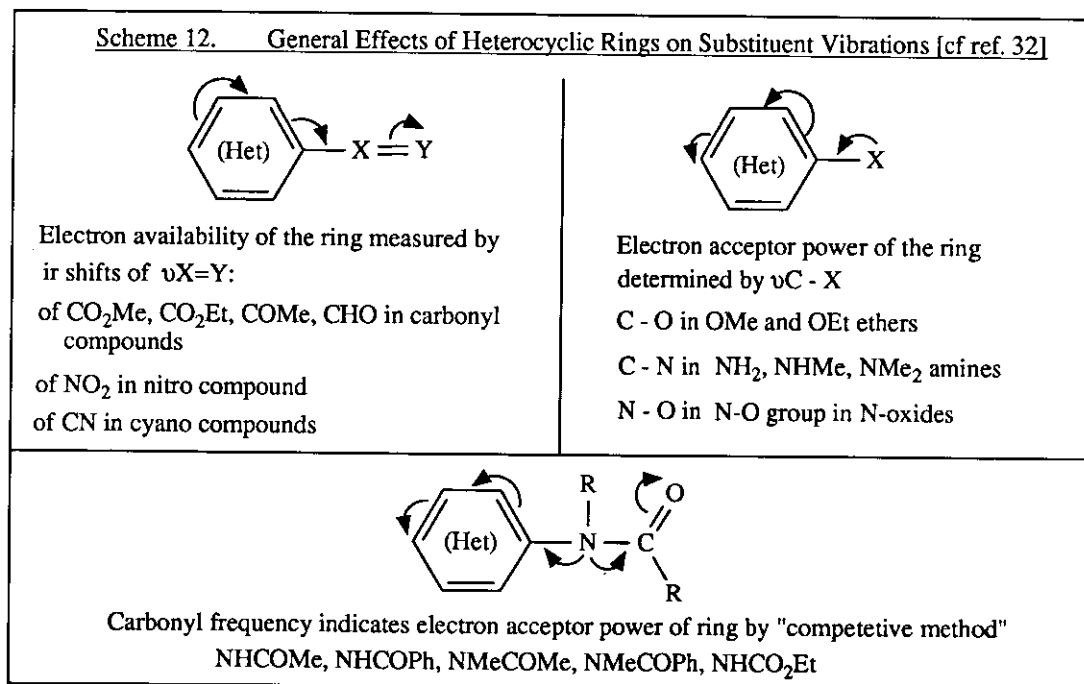 Scheme 12. General Effects of Heterocyclic Rings on Substituent Vibrations [cf ref. 32]
(Het) X Y
Electron availability of the ring measured by
ir shifts of υX=Y:
of CO₂Me, CO₂Et, COMe, CHO in carbonyl
compounds
of NO₂ in nitro compound
of CN in cyano compounds
(Het) X
Electron acceptor power of the ring
determined by υC - X
C - O in OMe and OEt ethers
C - N in NH₂, NHMe, NMe₂ amines
N - O in N-O group in N-oxides
R O
(Het) N C
R
Carbonyl frequency indicates electron acceptor power of ring by "competetive method"
NHCOMe, NHCOPh, NMeCOMe, NMeCOPh, NHCO₂Et